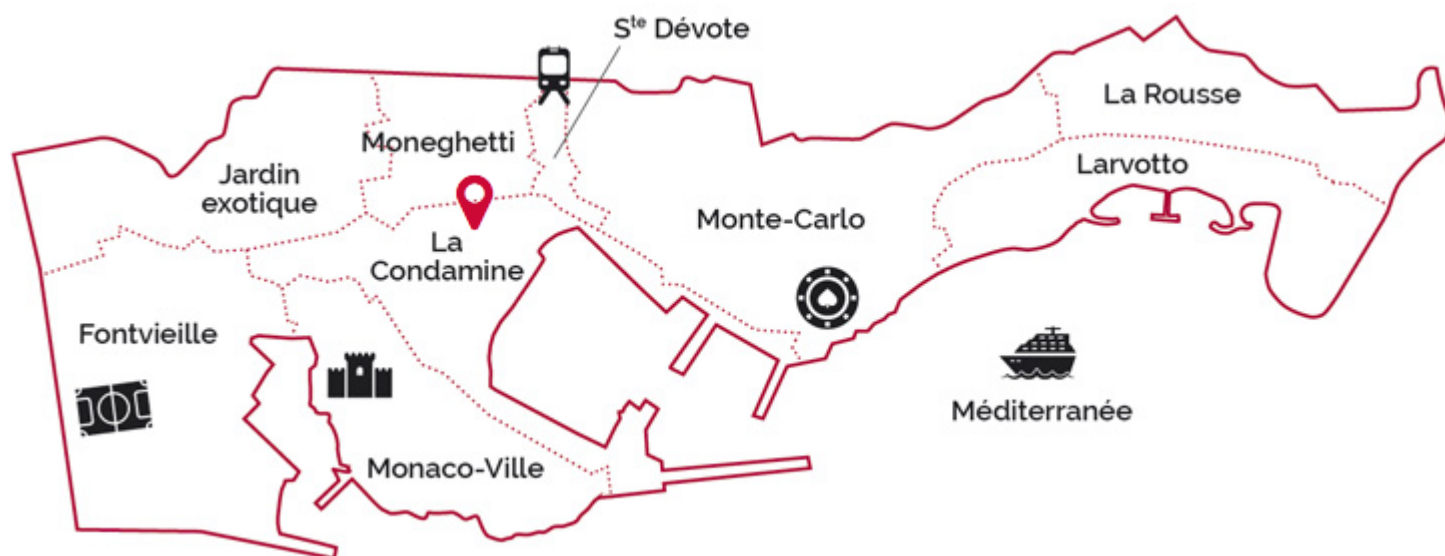 Sᵗᵉ Dévote
La Rousse
Moneghetti
Larvotto
Jardin
exotique
Monte-Carlo
La
Condamine
Fontvieille
Méditerranée
Monaco-Ville